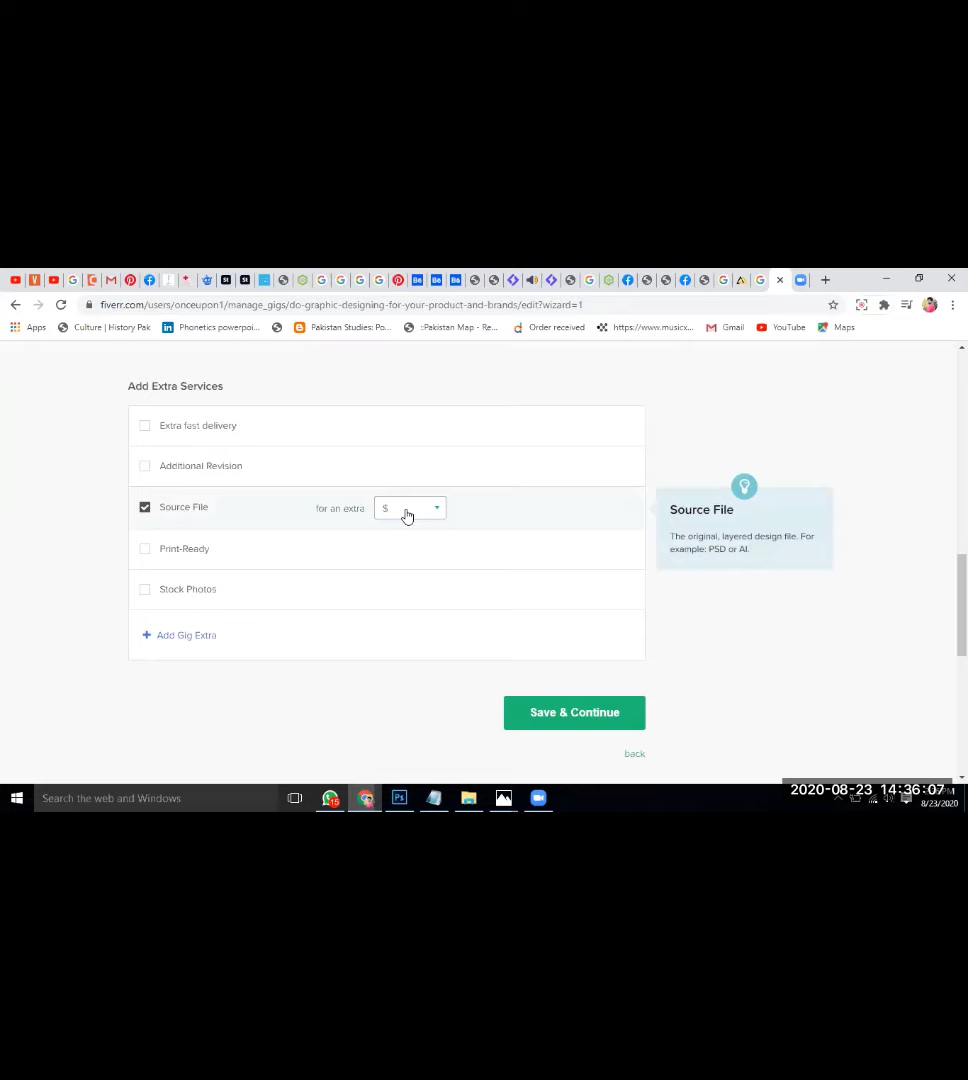 fiverr.com/users/onceupon1/manage_gigs/do-graphic-designing-for-your-product-and-brands/edit?wizard=1
Apps Culture | History Pak Phonetics powerpoi... Pakistan Studies: Po... ::Pakistan Map - Re... Order received https://www.musicx... Gmail YouTube Maps
Add Extra Services
Extra fast delivery
Additional Revision
Source File for an extra $
Source File
The original, layered design file. For
example: PSD or AI.
Print-Ready
Stock Photos
+ Add Gig Extra
Save & Continue
back
Search the web and Windows
15
2020-08-23 14:36:07
8/23/2020